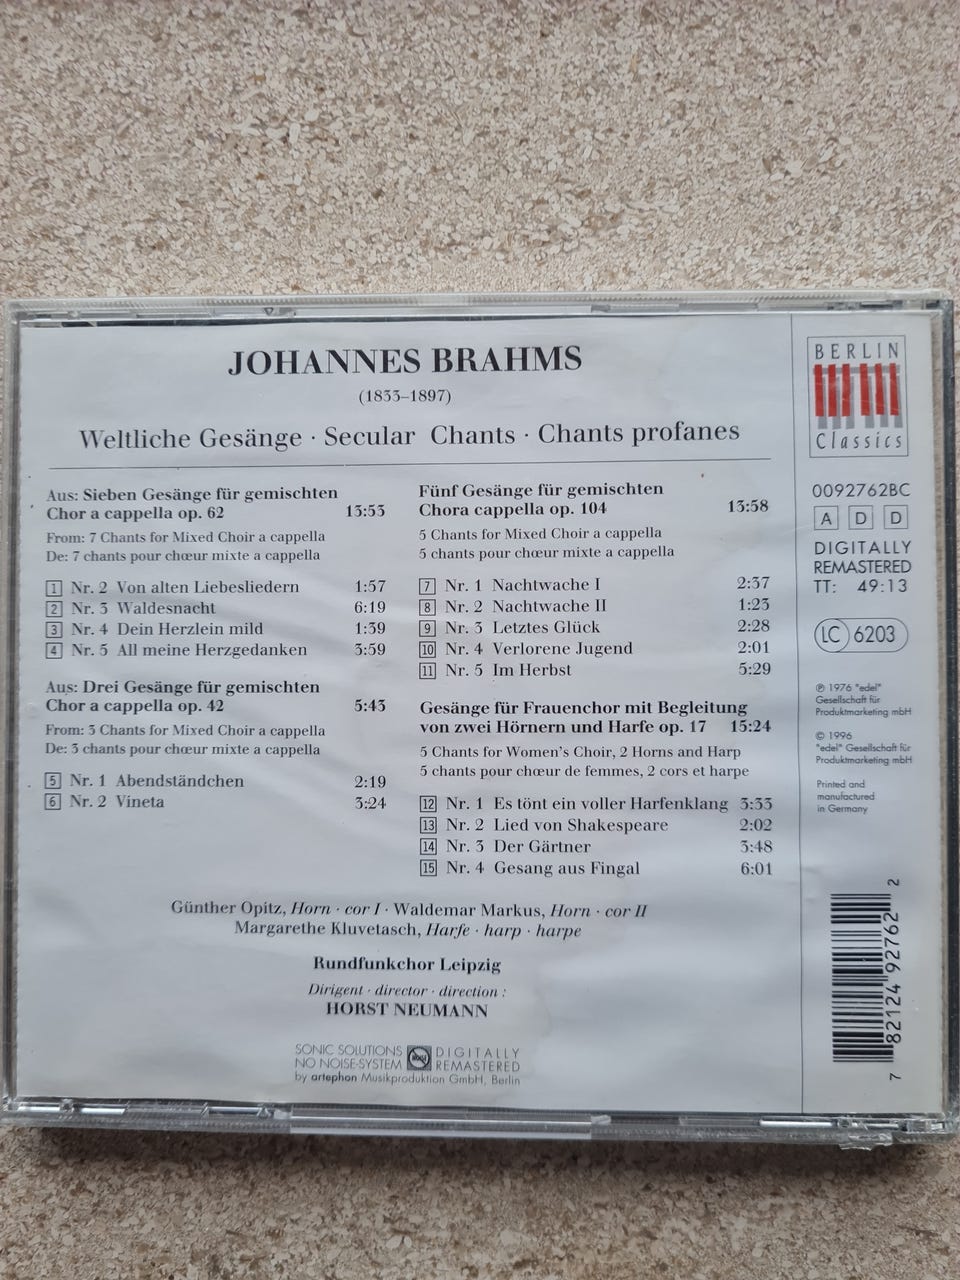 JOHANNES BRAHMS
(1833–1897)
Weltliche Gesänge · Secular Chants · Chants profanes
Aus: Sieben Gesänge für gemischten
Chor a cappella op. 62 13:53
From: 7 Chants for Mixed Choir a cappella
De: 7 chants pour chœur mixte a cappella
1 Nr. 2 Von alten Liebesliedern 1:57
2 Nr. 3 Waldesnacht 6:19
3 Nr. 4 Dein Herzlein mild 1:39
4 Nr. 5 All meine Herzgedanken 3:59
Aus: Drei Gesänge für gemischten
Chor a cappella op. 42 5:43
From: 3 Chants for Mixed Choir a cappella
De: 3 chants pour chœur mixte a cappella
5 Nr. 1 Abendständchen 2:19
6 Nr. 2 Vineta 3:24
Fünf Gesänge für gemischten
Chora cappella op. 104 13:58
5 Chants for Mixed Choir a cappella
5 chants pour chœur mixte a cappella
7 Nr. 1 Nachtwache I 2:37
8 Nr. 2 Nachtwache II 1:23
9 Nr. 3 Letztes Glück 2:28
10 Nr. 4 Verlorene Jugend 2:01
11 Nr. 5 Im Herbst 5:29
Gesänge für Frauenchor mit Begleitung
von zwei Hörnern und Harfe op. 17 15:24
5 Chants for Women's Choir, 2 Horns and Harp
5 chants pour chœur de femmes, 2 cors et harpe
12 Nr. 1 Es tönt ein voller Harfenklang 3:33
13 Nr. 2 Lied von Shakespeare 2:02
14 Nr. 3 Der Gärtner 3:48
15 Nr. 4 Gesang aus Fingal 6:01
Günther Opitz, Horn · cor I · Waldemar Markus, Horn · cor II
Margarethe Kluvetasch, Harfe · harp · harpe
Rundfunkchor Leipzig
Dirigent · director · direction :
HORST NEUMANN
SONIC SOLUTIONS
NO NOISE-SYSTEM
NOISE
DIGITALLY
REMASTERED
by artephon Musikproduktion GmbH, Berlin
BERLIN
Classics
0092762BC
A D D
DIGITALLY
REMASTERED
TT: 49:13
LC 6203
℗ 1976 "edel"
Gesellschaft für
Produktmarketing mbH
© 1996
"edel" Gesellschaft für
Produktmarketing mbH
Printed and
manufactured
in Germany
7 82124 92762 2